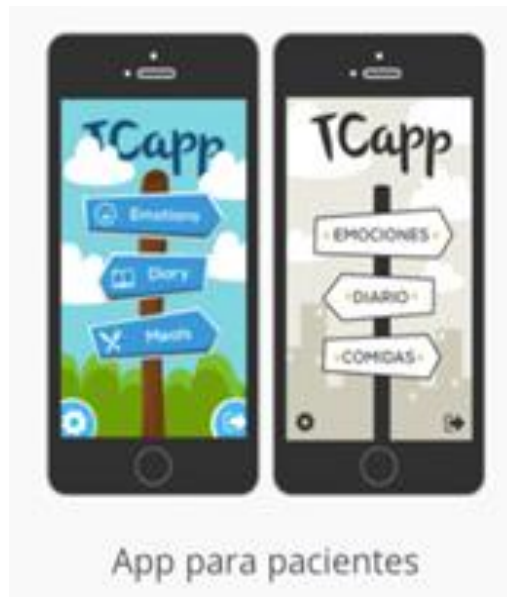 TCapp
Emotions
Diary
Meals
TCapp
EMOCIONES
DIARIO
COMIDAS
App para pacientes